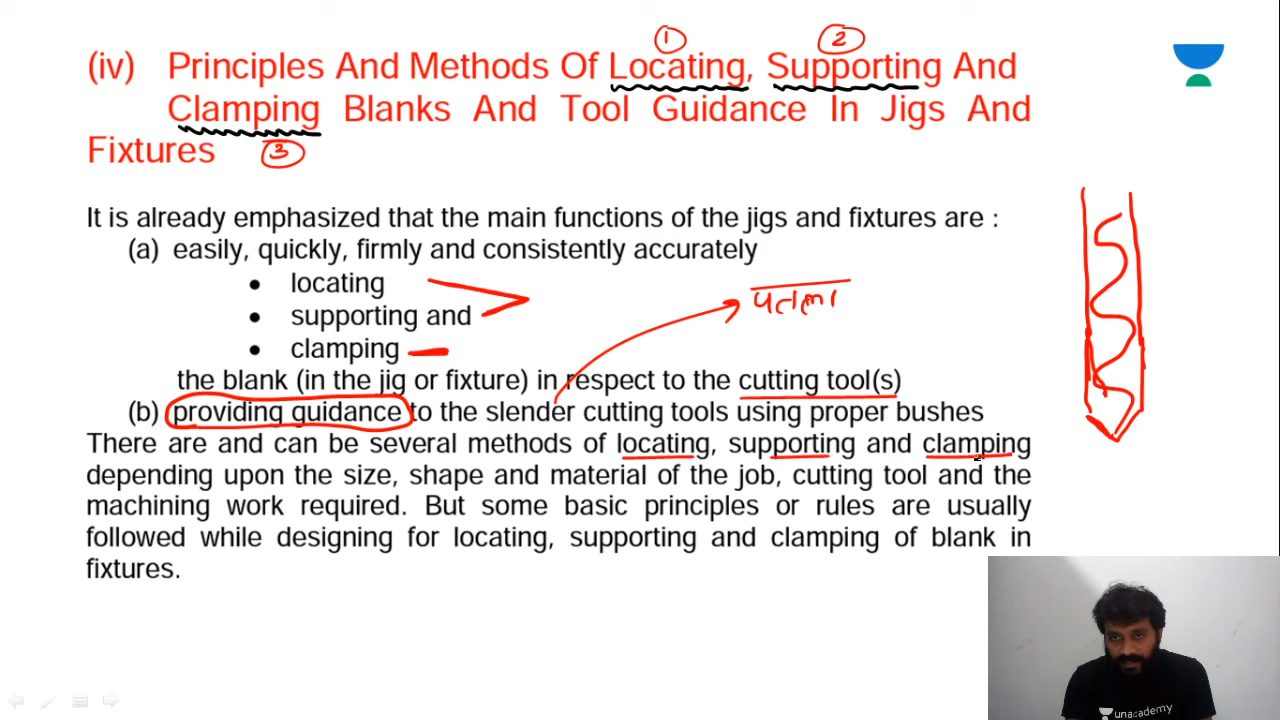 ① ②
(iv) Principles And Methods Of Locating, Supporting And
Clamping Blanks And Tool Guidance In Jigs And
Fixtures ③
It is already emphasized that the main functions of the jigs and fixtures are :
(a) easily, quickly, firmly and consistently accurately
• locating
• supporting and
• clamping
पतला
the blank (in the jig or fixture) in respect to the cutting tool(s)
(b) providing guidance to the slender cutting tools using proper bushes
There are and can be several methods of locating, supporting and clamping
depending upon the size, shape and material of the job, cutting tool and the
machining work required. But some basic principles or rules are usually
followed while designing for locating, supporting and clamping of blank in
fixtures.
unacademy